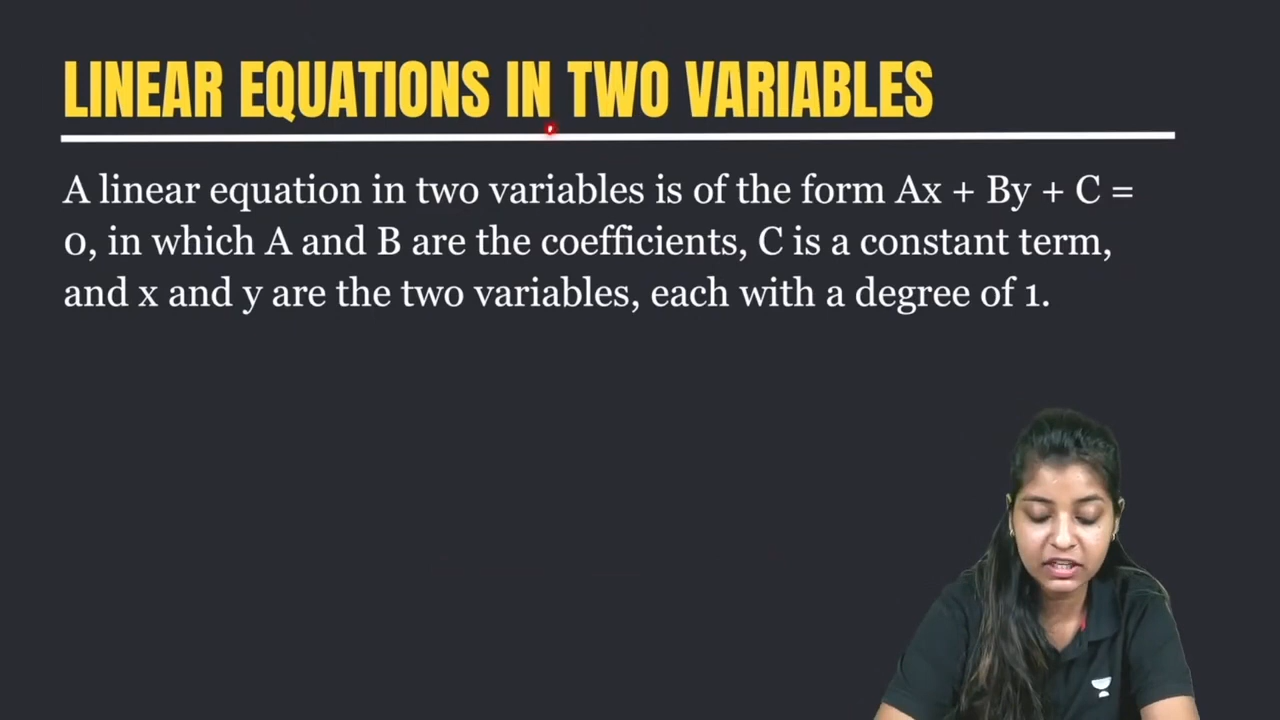 LINEAR EQUATIONS IN TWO VARIABLES
A linear equation in two variables is of the form Ax + By + C =
0, in which A and B are the coefficients, C is a constant term,
and x and y are the two variables, each with a degree of 1.